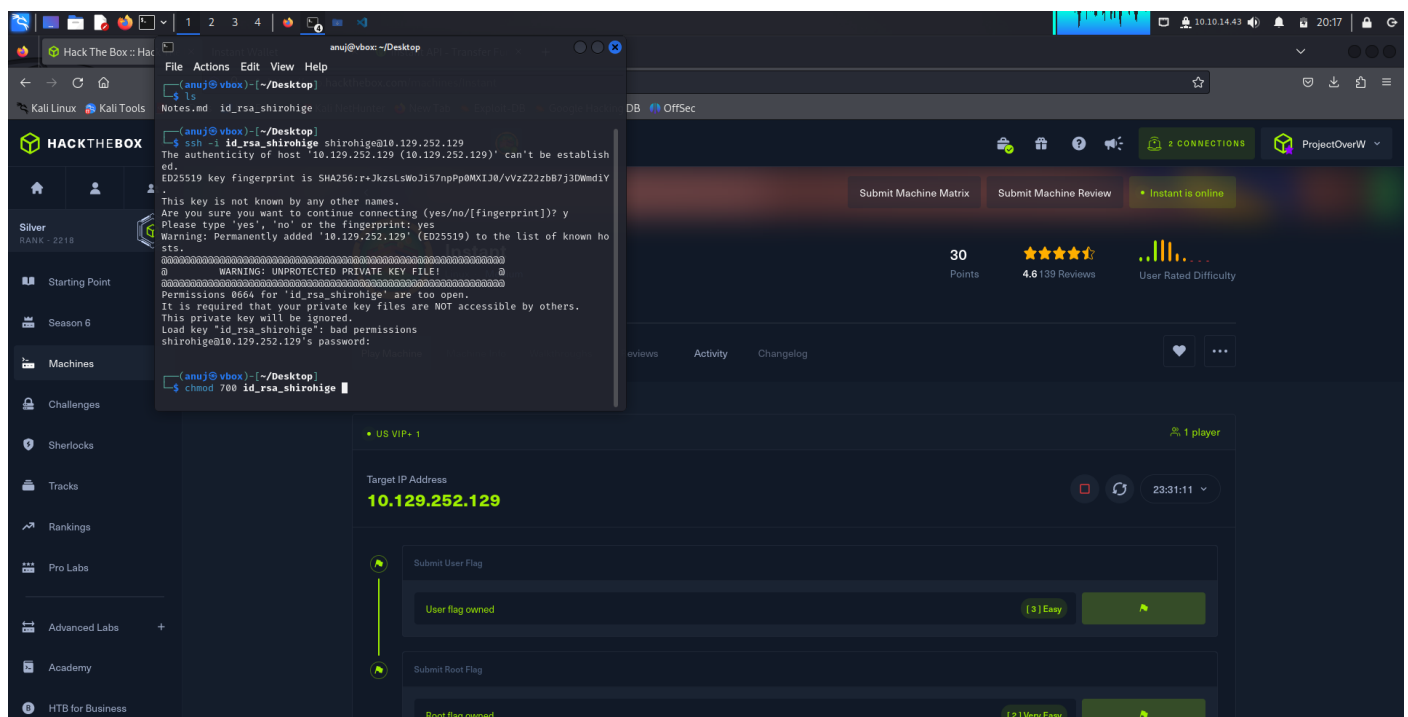 1 2 3 4
10.10.14.43
20:17
Hack The Box :: Hac
anuj@vbox: ~/Desktop
File Actions Edit View Help
Kali Linux
Kali Tools
DB
OffSec
(anuj㉿vbox)-[~/Desktop]
$ ls
Notes.md id_rsa_shirohige
(anuj㉿vbox)-[~/Desktop]
$ ssh -i id_rsa_shirohige shirohige@10.129.252.129
The authenticity of host '10.129.252.129 (10.129.252.129)' can't be establish
ed.
ED25519 key fingerprint is SHA256:r+JkzsLsWoJi57npPp0MXIJ0/vVzZ22zbB7j3DWmdiY
.
This key is not known by any other names.
Are you sure you want to continue connecting (yes/no/[fingerprint])? y
Please type 'yes', 'no' or the fingerprint: yes
Warning: Permanently added '10.129.252.129' (ED25519) to the list of known ho
sts.
@@@@@@@@@@@@@@@@@@@@@@@@@@@@@@@@@@@@@@@@@@@@@@@@@@@@@@@@@@@
@         WARNING: UNPROTECTED PRIVATE KEY FILE!          @
@@@@@@@@@@@@@@@@@@@@@@@@@@@@@@@@@@@@@@@@@@@@@@@@@@@@@@@@@@@
Permissions 0664 for 'id_rsa_shirohige' are too open.
It is required that your private key files are NOT accessible by others.
This private key will be ignored.
Load key "id_rsa_shirohige": bad permissions
shirohige@10.129.252.129's password:
(anuj㉿vbox)-[~/Desktop]
$ chmod 700 id_rsa_shirohige
HACKTHEBOX
2 CONNECTIONS
ProjectOverW
Submit Machine Matrix
Submit Machine Review
Instant is online
Silver
RANK - 2218
Instant
30
Points
4.6 139 Reviews
User Rated Difficulty
Starting Point
Season 6
Machines
Challenges
Sherlocks
Tracks
Rankings
Pro Labs
Advanced Labs +
Academy
HTB for Business
eviews
Activity
Changelog
US VIP+ 1
1 player
Target IP Address
10.129.252.129
23:31:11
Submit User Flag
User flag owned
[ 3 ] Easy
Submit Root Flag
Root flag owned
[ 2 ] Very Easy